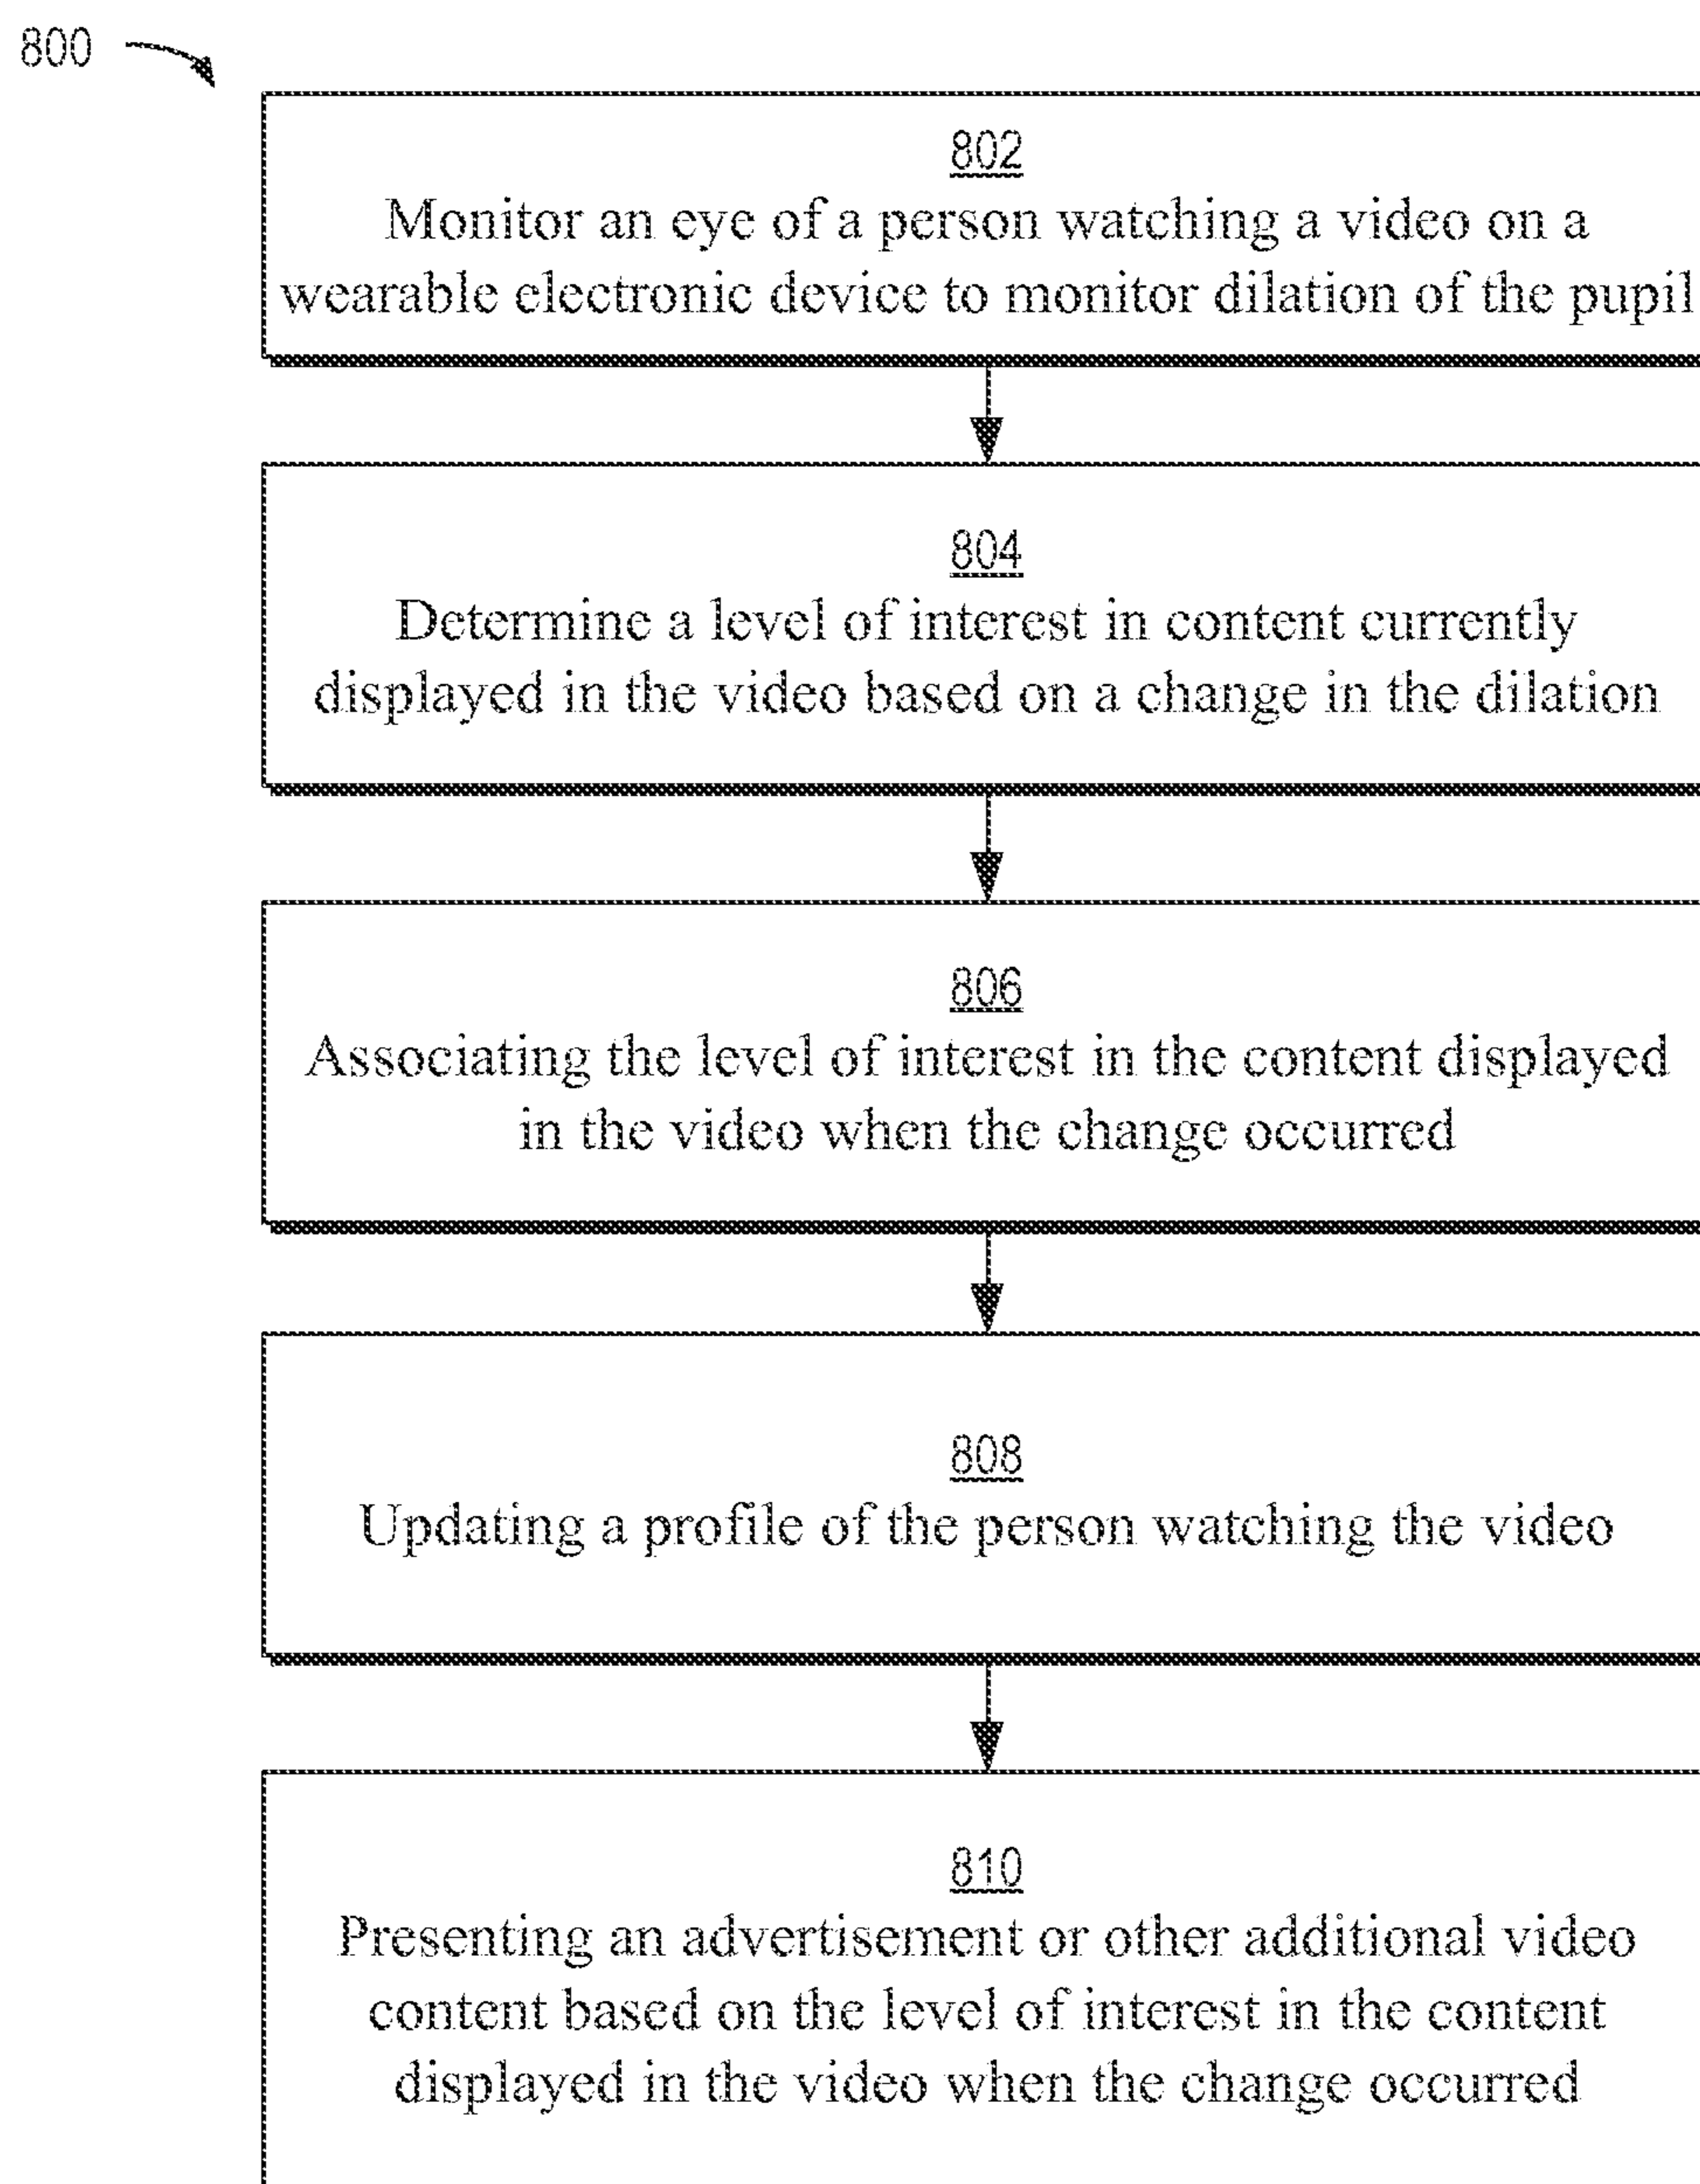 800
802
Monitor an eye of a person watching a video on a
wearable electronic device to monitor dilation of the pupil
804
Determine a level of interest in content currently
displayed in the video based on a change in the dilation
806
Associating the level of interest in the content displayed
in the video when the change occurred
808
Updating a profile of the person watching the video
810
Presenting an advertisement or other additional video
content based on the level of interest in the content
displayed in the video when the change occurred